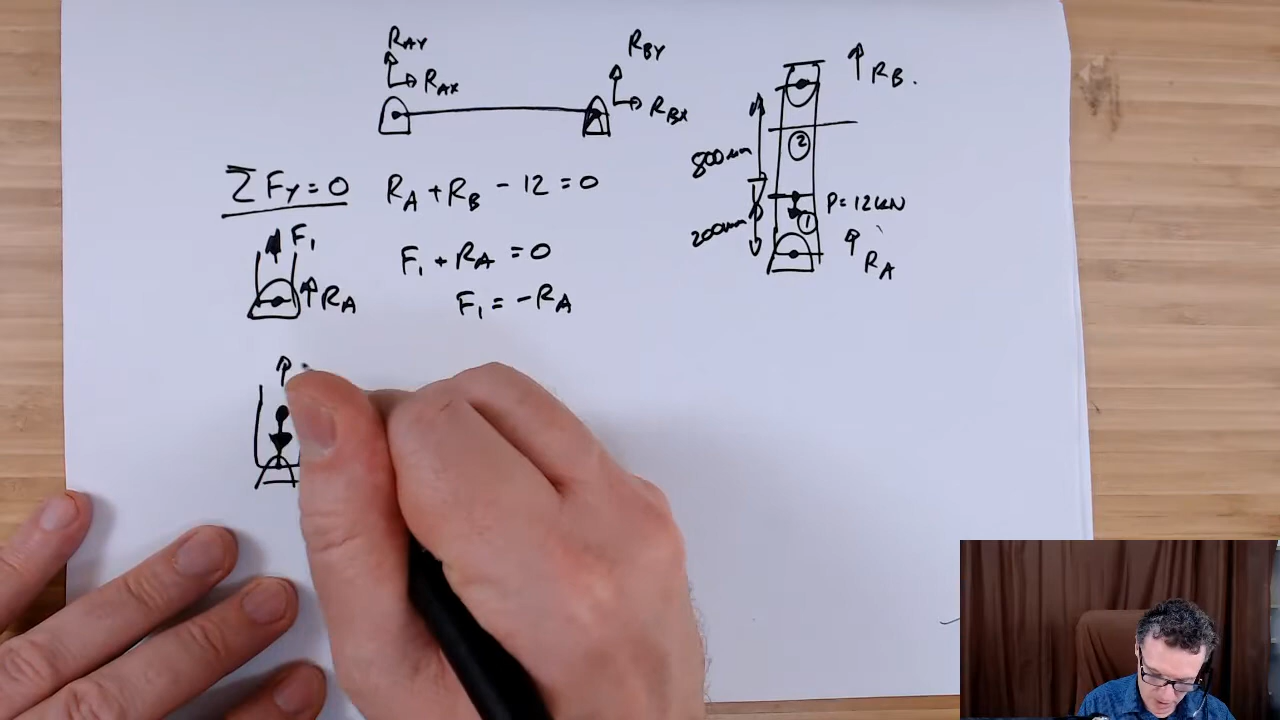 RAY
RAX
RBY
RBX
ΣFY=0 RA+RB-12=0
F1
RA
F1+RA=0
F1=-RA
RB.
800mm
2
200mm
1
P=12kN
RA